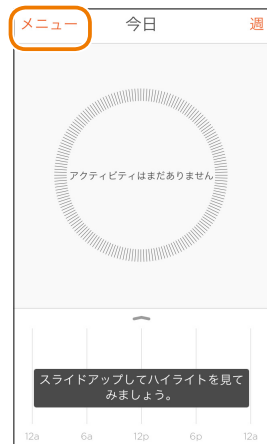 メニュー 今日 週
アクティビティはまだありません
スライドアップしてハイライトを見て
みましょう。
12a 6a 12p 6p 12a